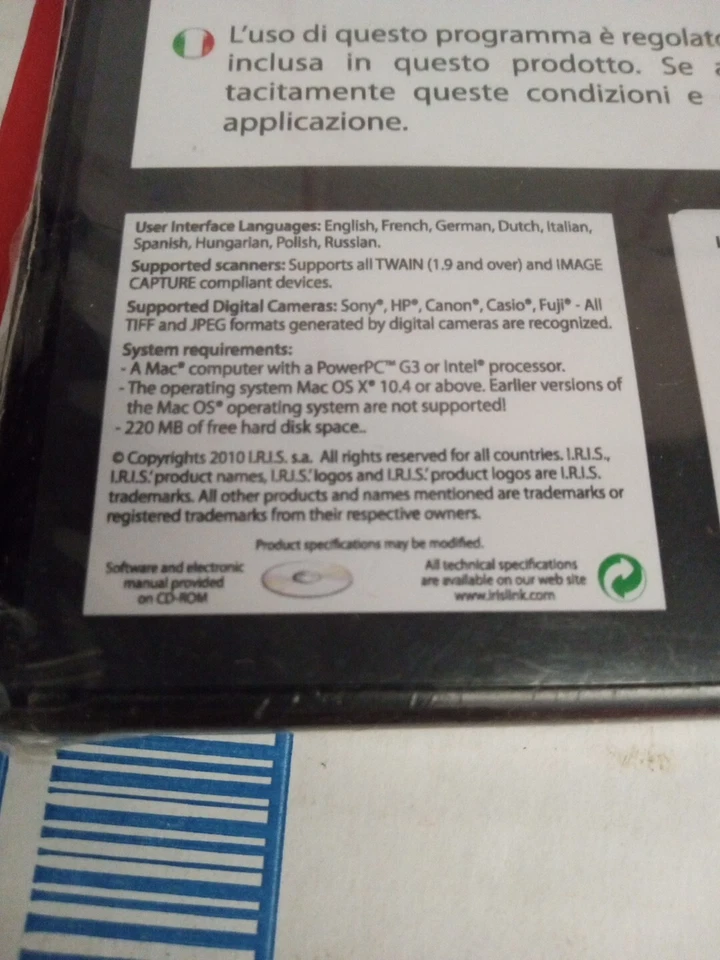 L'uso di questo programma è regolato
inclusa in questo prodotto. Se
tacitamente queste condizioni e
applicazione.
User Interface Languages: English, French, German, Dutch, Italian,
Spanish, Hungarian, Polish, Russian.
Supported scanners: Supports all TWAIN (1.9 and over) and IMAGE
CAPTURE compliant devices.
Supported Digital Cameras: Sony®, HP®, Canon®, Casio®, Fuji® - All
TIFF and JPEG formats generated by digital cameras are recognized.
System requirements:
- A Mac® computer with a PowerPC™ G3 or Intel® processor.
- The operating system Mac OS X® 10.4 or above. Earlier versions of
the Mac OS® operating system are not supported!
- 220 MB of free hard disk space..
© Copyrights 2010 I.R.I.S. s.a. All rights reserved for all countries. I.R.I.S.,
I.R.I.S.' product names, I.R.I.S.' logos and I.R.I.S.' product logos are I.R.I.S.
trademarks. All other products and names mentioned are trademarks or
registered trademarks from their respective owners.
Product specifications may be modified.
Software and electronic
manual provided
on CD-ROM
All technical specifications
are available on our web site
www.irislink.com